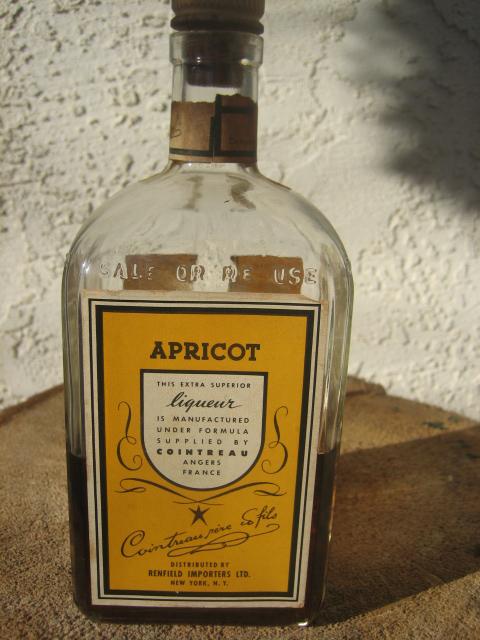 SALE OR RE USE
APRICOT
THIS EXTRA SUPERIOR
liqueur
IS MANUFACTURED
UNDER FORMULA
SUPPLIED BY
COINTREAU
ANGERS
FRANCE
Cointreau père & fils
DISTRIBUTED BY
RENFIELD IMPORTERS LTD.
NEW YORK, N. Y.